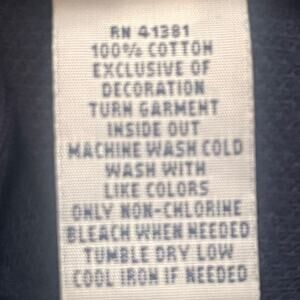 RN 41381
100% COTTON
EXCLUSIVE OF
DECORATION
TURN GARMENT
INSIDE OUT
MACHINE WASH COLD
WASH WITH
LIKE COLORS
ONLY NON-CHLORINE
BLEACH WHEN NEEDED
TUMBLE DRY LOW
COOL IRON IF NEEDED